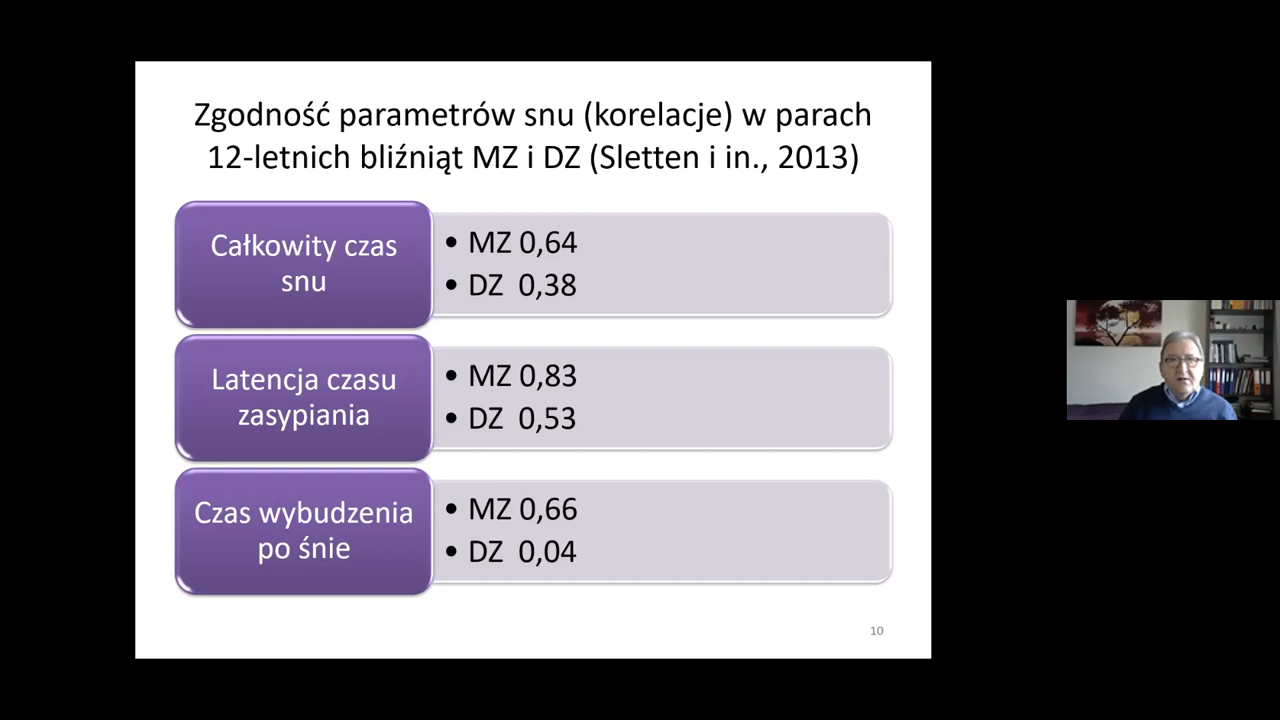 Zgodność parametrów snu (korelacje) w parach
12-letnich bliźniąt MZ i DZ (Sletten i in., 2013)
Całkowity czas
snu
• MZ 0,64
• DZ 0,38
Latencja czasu
zasypiania
• MZ 0,83
• DZ 0,53
Czas wybudzenia
po śnie
• MZ 0,66
• DZ 0,04
10